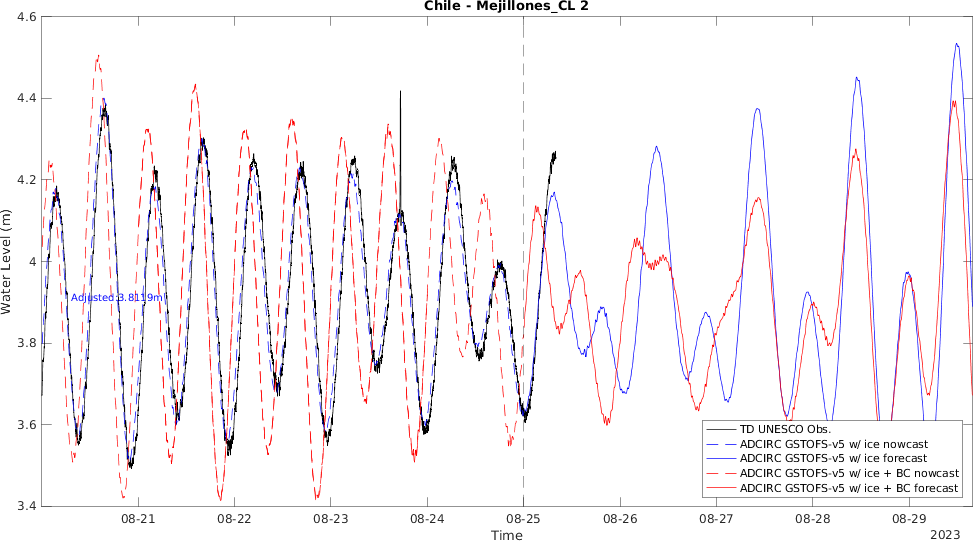 Chile - Mejillones_CL 2
4.6
4.4
4.2
4
3.8
3.6
3.4
Water Level (m)
Adjusted:3.8119m
TD UNESCO Obs.
ADCIRC GSTOFS-v5 w/ ice nowcast
ADCIRC GSTOFS-v5 w/ ice forecast
ADCIRC GSTOFS-v5 w/ ice + BC nowcast
ADCIRC GSTOFS-v5 w/ ice + BC forecast
08-21 08-22 08-23 08-24 08-25 08-26 08-27 08-28 08-29
Time
2023